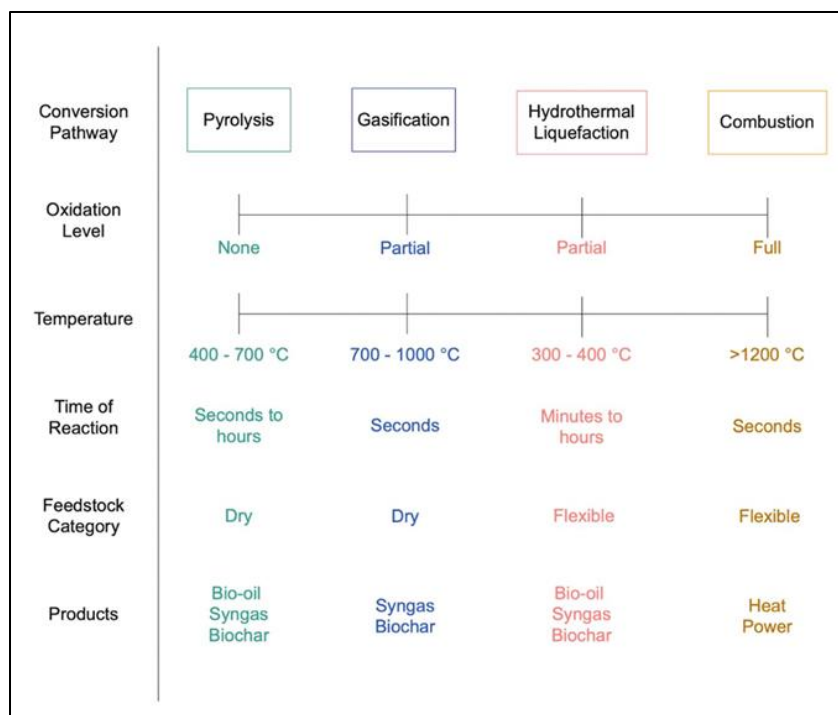 Conversion
Pathway
Pyrolysis
Gasification
Hydrothermal
Liquefaction
Combustion
Oxidation
Level
None
Partial
Partial
Full
Temperature
400 - 700 °C
700 - 1000 °C
300 - 400 °C
>1200 °C
Time of
Reaction
Seconds to
hours
Seconds
Minutes to
hours
Seconds
Feedstock
Category
Dry
Dry
Flexible
Flexible
Products
Bio-oil
Syngas
Biochar
Syngas
Biochar
Bio-oil
Syngas
Biochar
Heat
Power